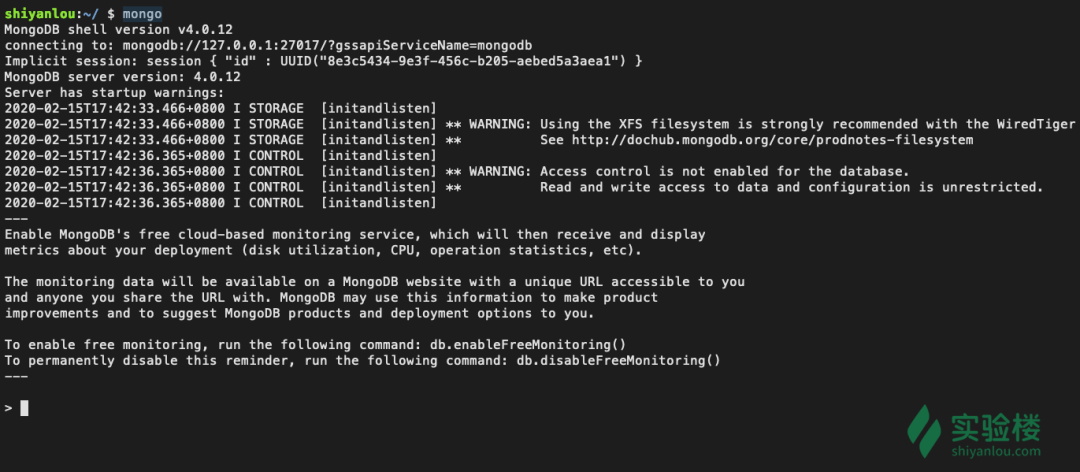 shiyanlou:~/ $ mongo
MongoDB shell version v4.0.12
connecting to: mongodb://127.0.0.1:27017/?gssapiServiceName=mongodb
Implicit session: session { "id" : UUID("8e3c5434-9e3f-456c-b205-aebed5a3aea1") }
MongoDB server version: 4.0.12
Server has startup warnings:
2020-02-15T17:42:33.466+0800 I STORAGE  [initandlisten]
2020-02-15T17:42:33.466+0800 I STORAGE  [initandlisten] ** WARNING: Using the XFS filesystem is strongly recommended with the WiredTiger
2020-02-15T17:42:33.466+0800 I STORAGE  [initandlisten] **          See http://dochub.mongodb.org/core/prodnotes-filesystem
2020-02-15T17:42:36.365+0800 I CONTROL  [initandlisten]
2020-02-15T17:42:36.365+0800 I CONTROL  [initandlisten] ** WARNING: Access control is not enabled for the database.
2020-02-15T17:42:36.365+0800 I CONTROL  [initandlisten] **          Read and write access to data and configuration is unrestricted.
2020-02-15T17:42:36.365+0800 I CONTROL  [initandlisten]
---
Enable MongoDB's free cloud-based monitoring service, which will then receive and display
metrics about your deployment (disk utilization, CPU, operation statistics, etc).
The monitoring data will be available on a MongoDB website with a unique URL accessible to you
and anyone you share the URL with. MongoDB may use this information to make product
improvements and to suggest MongoDB products and deployment options to you.
To enable free monitoring, run the following command: db.enableFreeMonitoring()
To permanently disable this reminder, run the following command: db.disableFreeMonitoring()
---
>
实验楼
shiyanlou.com